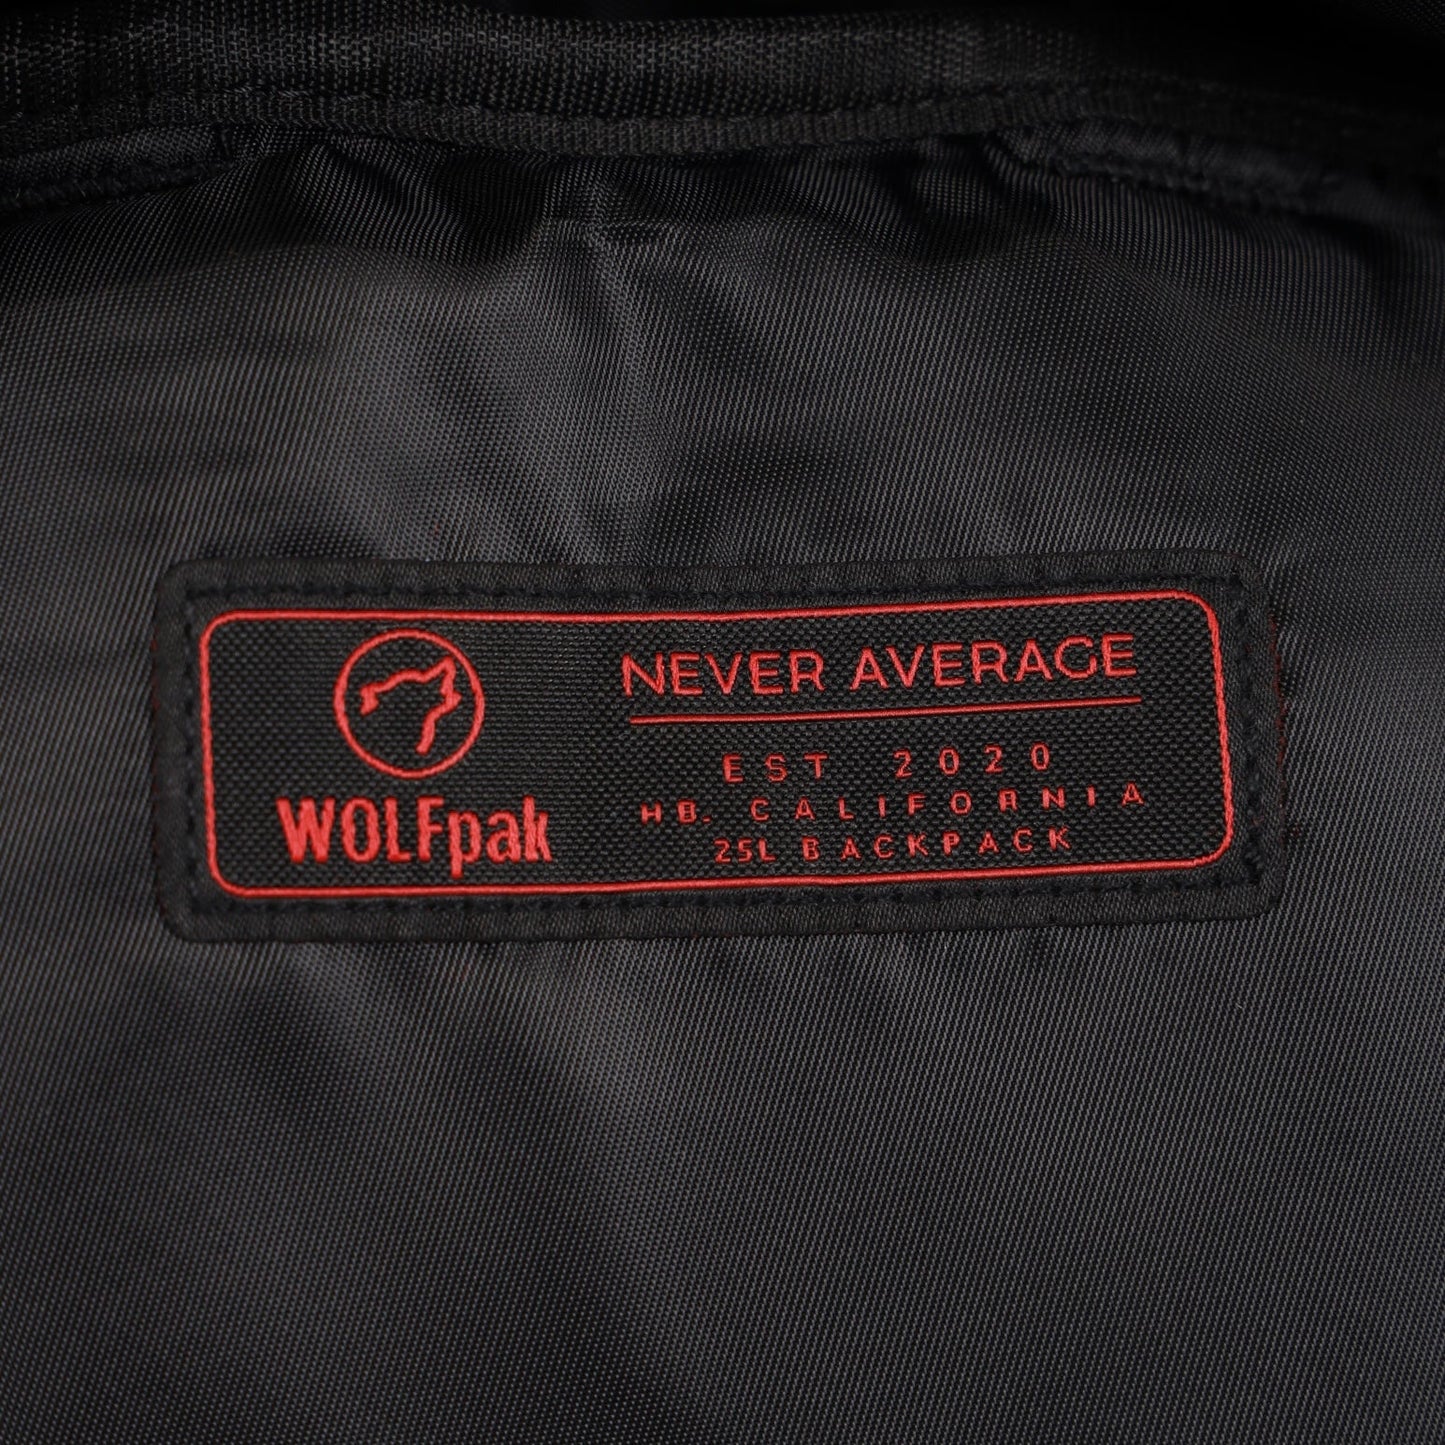 WOLFpak
NEVER AVERAGE
EST 2020
HB. CALIFORNIA
25L BACKPACK